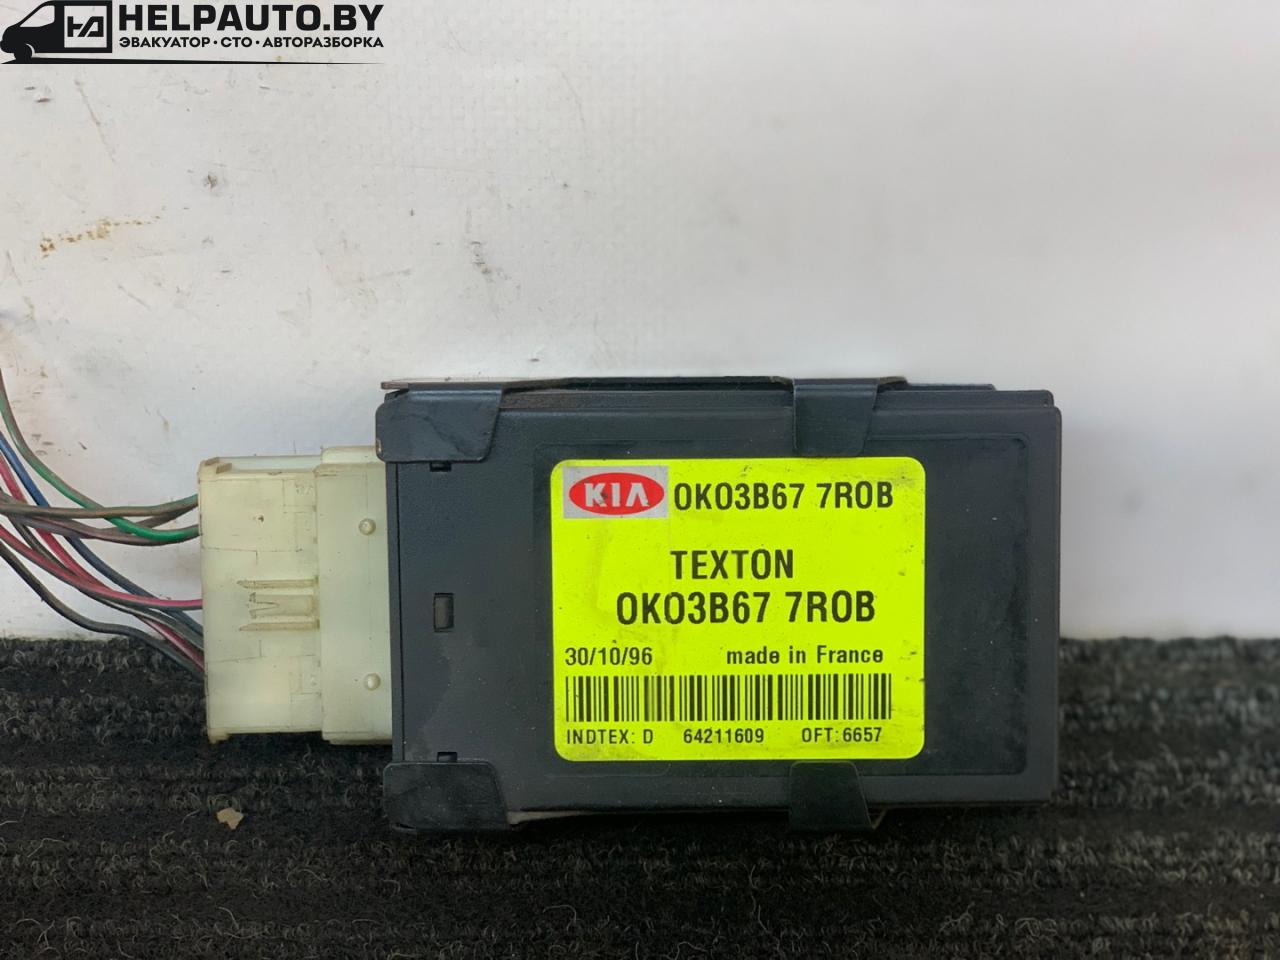 HELPAUTO.BY
ЭВАКУАТОР·СТО·АВТОРАЗБОРКА
KIA 0K03B67 7R0B
TEXTON
0K03B67 7R0B
30/10/96 made in France
INDTEX: D 64211609 OFT:6657